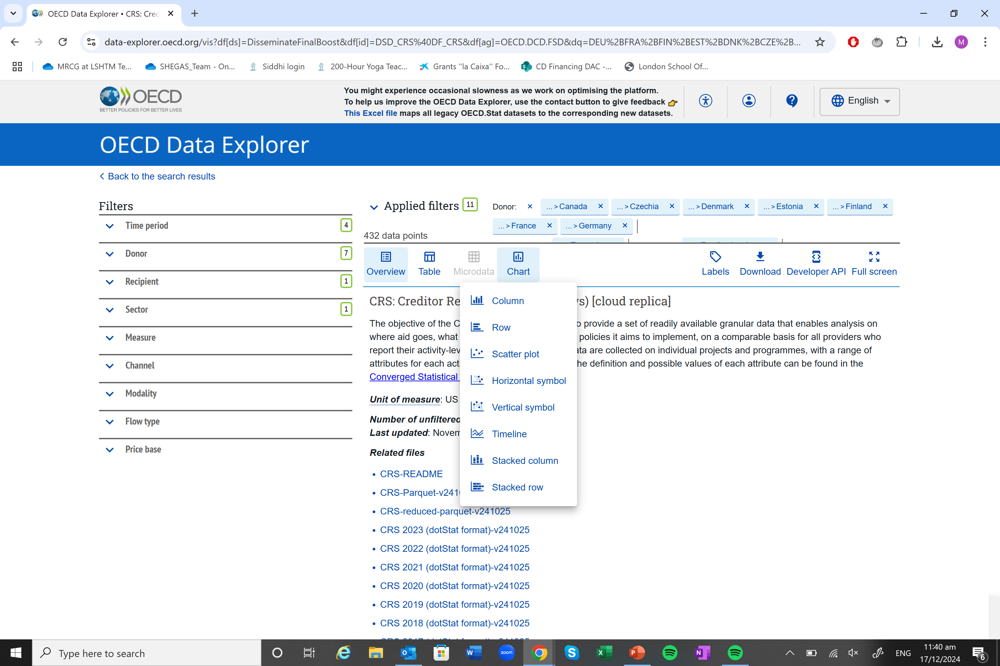 OECD Data Explorer • CRS: Crec
data-explorer.oecd.org/vis?df[ds]=DisseminateFinalBoost&df[id]=DSD_CRS%40DF_CRS&df[ag]=OECD.DCD.FSD&dq=DEU%2BFRA%2BFIN%2BEST%2BDNK%2BCZE%2B...
M
MRCG at LSHTM Te...
SHEGAS_Team - On...
Siddhi login
200-Hour Yoga Teac...
Grants "la Caixa" Fo...
CD Financing DAC -...
London School Of...
OECD
BETTER POLICIES FOR BETTER LIVES
You might experience occasional slowness as we work on optimising the platform.
To help us improve the OECD Data Explorer, use the contact button to give feedback
This Excel file maps all legacy OECD.Stat datasets to the corresponding new datasets.
English
OECD Data Explorer
Back to the search results
Filters
Time period 4
Donor 7
Recipient 1
Sector 1
Measure
Channel
Modality
Flow type
Price base
Applied filters 11
Donor: ... > Canada ... > Czechia ... > Denmark ... > Estonia ... > Finland
... > France ... > Germany
432 data points
Overview Table Microdata Chart Labels Download Developer API Full screen
Column
Row
Scatter plot
Horizontal symbol
Vertical symbol
Timeline
Stacked column
Stacked row
CRS: Creditor Re s) [cloud replica]
The objective of the C o provide a set of readily available granular data that enables analysis on
where aid goes, what policies it aims to implement, on a comparable basis for all providers who
report their activity-lev ata are collected on individual projects and programmes, with a range of
attributes for each act he definition and possible values of each attribute can be found in the
Converged Statistical
Unit of measure: US
Number of unfiltered
Last updated: Novem
Related files
CRS-README
CRS-Parquet-v241
CRS-reduced-parquet-v241025
CRS 2023 (dotStat format)-v241025
CRS 2022 (dotStat format)-v241025
CRS 2021 (dotStat format)-v241025
CRS 2020 (dotStat format)-v241025
CRS 2019 (dotStat format)-v241025
CRS 2018 (dotStat format)-v241025
Type here to search
zoom
ENG
11:40 am
17/12/2024
6